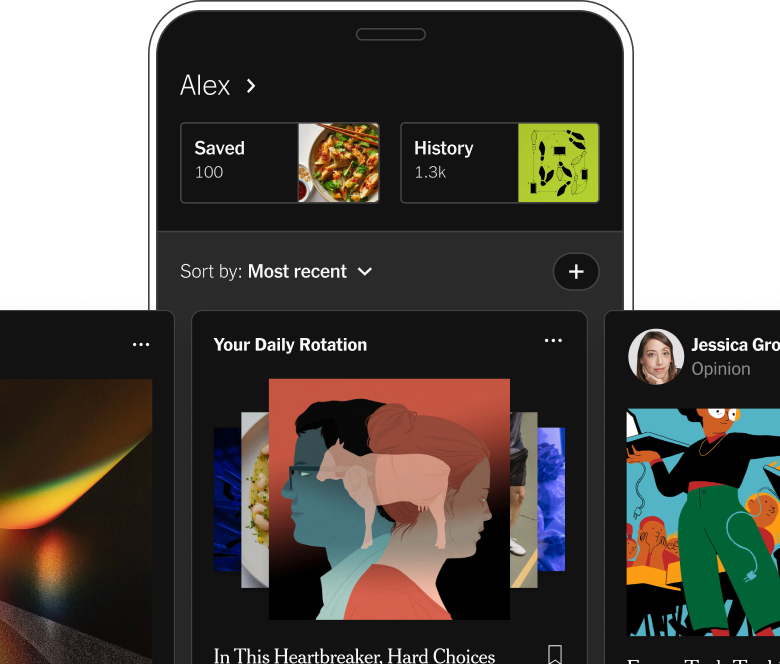 Alex
Saved
100
History
1.3k
Sort by: Most recent
Your Daily Rotation
Jessica Gro
Opinion
In This Heartbreaker, Hard Choices